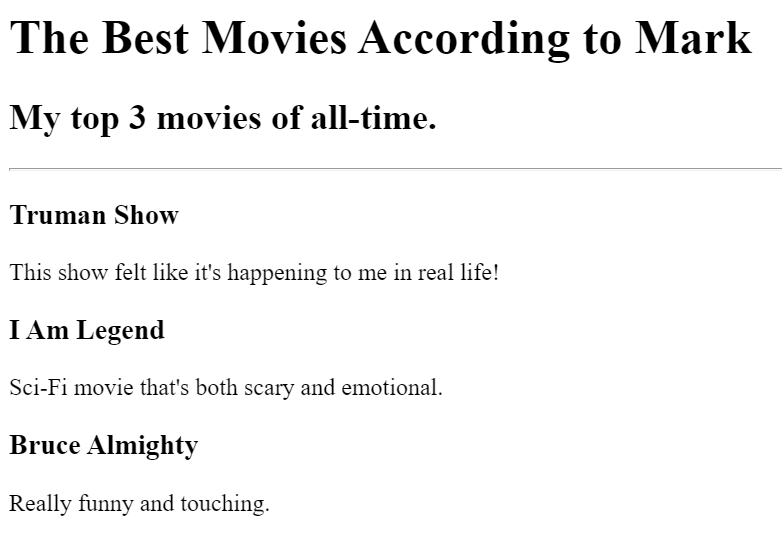 The Best Movies According to Mark
My top 3 movies of all-time.
Truman Show
This show felt like it's happening to me in real life!
I Am Legend
Sci-Fi movie that's both scary and emotional.
Bruce Almighty
Really funny and touching.